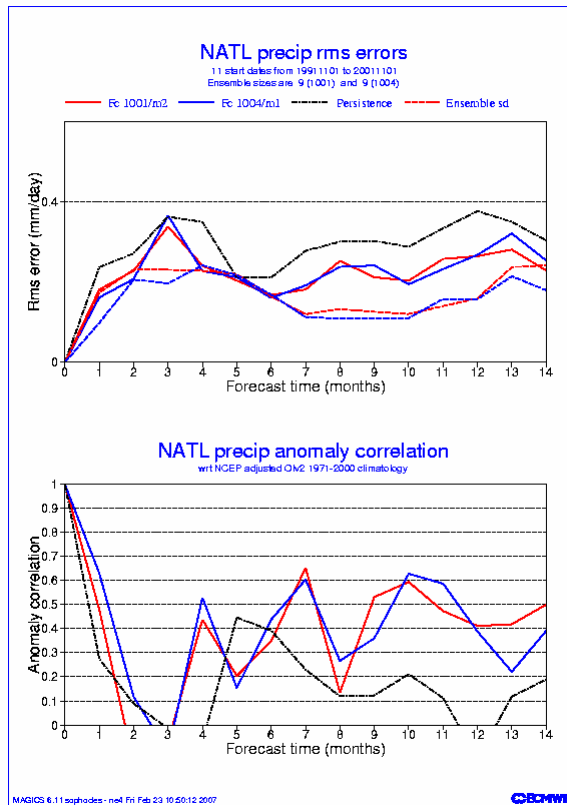 NATL precip rms errors
11 start dates from 19911101 to 20011101
Ensemble sizes are 9 (1001) and 9 (1004)
Fc 1001/m2 Fc 1004/m1 Persistence Ensemble sd
Rms error (mm/day)
0.4
0
0 1 2 3 4 5 6 7 8 9 10 11 12 13 14
Forecast time (months)
NATL precip anomaly correlation
wrt NCEP adjusted OIv2 1971-2000 climatology
Anomaly correlation
1
0.9
0.8
0.7
0.6
0.5
0.4
0.3
0.2
0.1
0
0 1 2 3 4 5 6 7 8 9 10 11 12 13 14
Forecast time (months)
MAGICS 6.11 saphodes - ne4 Fri Feb 23 10:50:12 2007
ECMWF